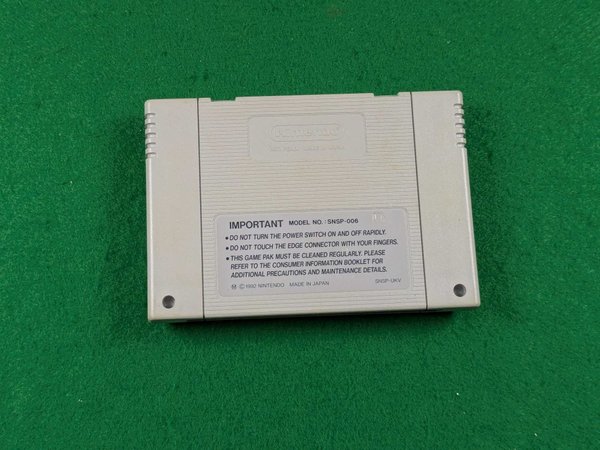 Nintendo
IMPORTANT MODEL NO.: SNSP-006
• DO NOT TURN THE POWER SWITCH ON AND OFF RAPIDLY.
• DO NOT TOUCH THE EDGE CONNECTOR WITH YOUR FINGERS.
• THIS GAME PAK MUST BE CLEANED REGULARLY. PLEASE
REFER TO THE CONSUMER INFORMATION BOOKLET FOR
ADDITIONAL PRECAUTIONS AND MAINTENANCE DETAILS.
Ⓜ © 1992 NINTENDO MADE IN JAPAN SNSP-UKV